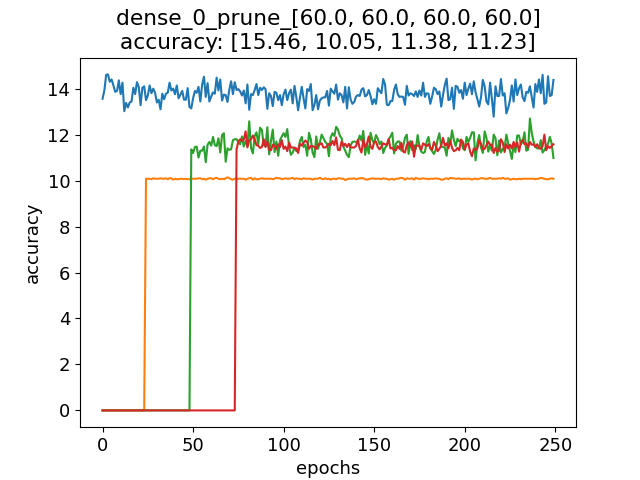 dense_0_prune_[60.0, 60.0, 60.0, 60.0]
accuracy: [15.46, 10.05, 11.38, 11.23]
14
12
10
8
6
4
2
0
accuracy
0 50 100 150 200 250
epochs